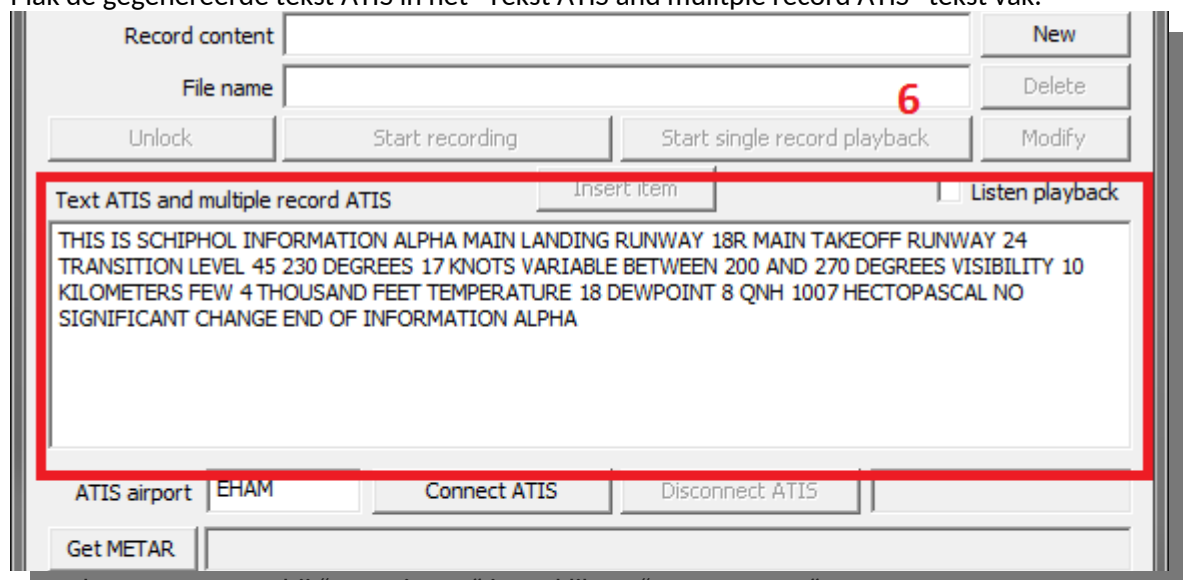 Record content
New
File name
6
Delete
Unlock
Start recording
Start single record playback
Modify
Text ATIS and multiple record ATIS
Insert item
Listen playback
THIS IS SCHIPHOL INFORMATION ALPHA MAIN LANDING RUNWAY 18R MAIN TAKEOFF RUNWAY 24
TRANSITION LEVEL 45 230 DEGREES 17 KNOTS VARIABLE BETWEEN 200 AND 270 DEGREES VISIBILITY 10
KILOMETERS FEW 4 THOUSAND FEET TEMPERATURE 18 DEWPOINT 8 QNH 1007 HECTOPASCAL NO
SIGNIFICANT CHANGE END OF INFORMATION ALPHA
ATIS airport
EHAM
Connect ATIS
Disconnect ATIS
Get METAR